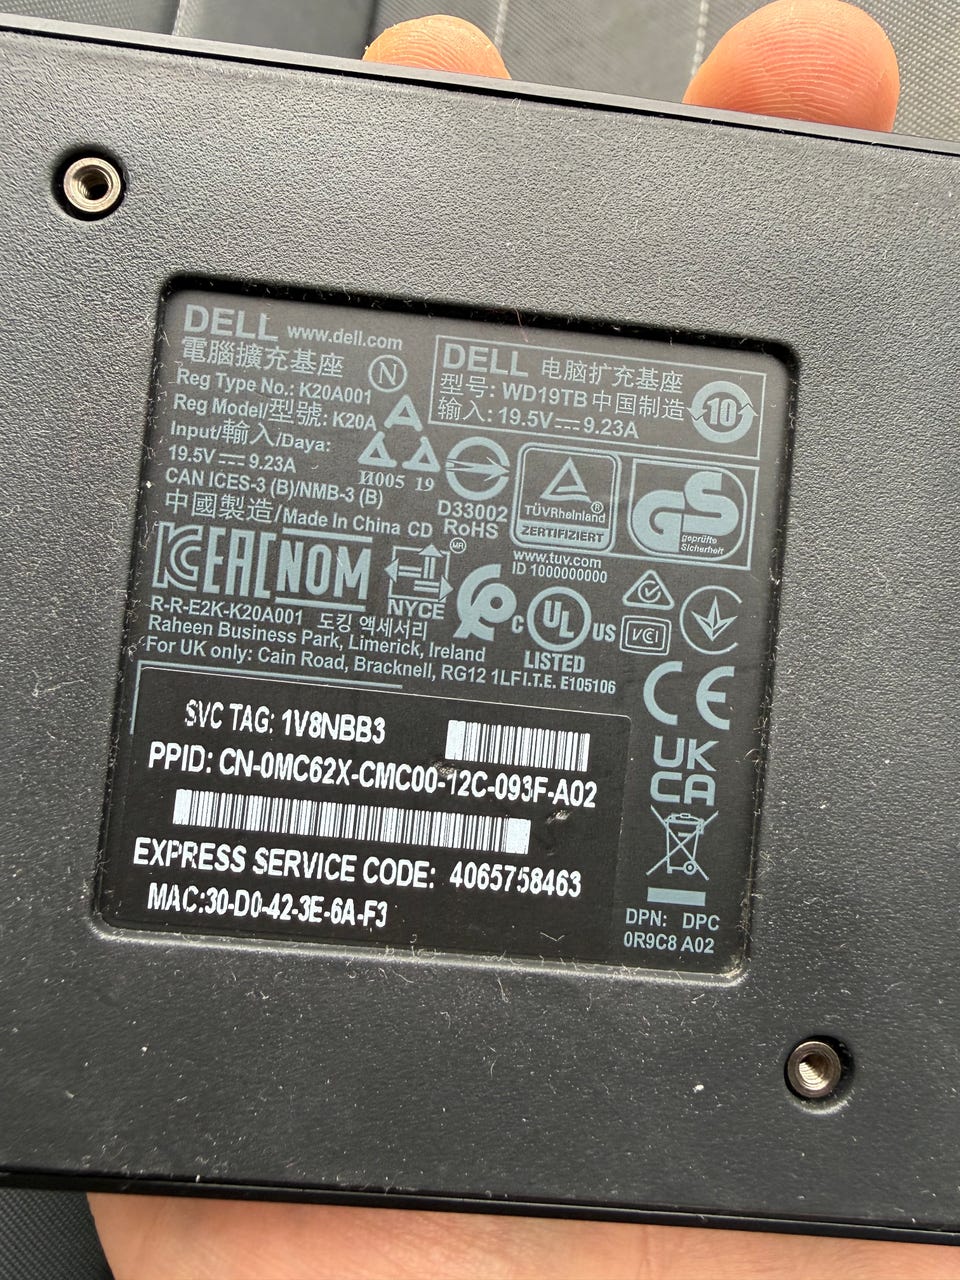 DELL www.dell.com
電腦擴充基座
N
Reg Type No.: K20A001
Reg Model/型號: K20A
Input/輸入/Daya:
19.5V 9.23A
CAN ICES-3 (B)/NMB-3 (B)
中國製造/Made In China CD
DELL 电脑扩充基座
型号: WD19TB 中国制造
输入: 19.5V 9.23A
10
И005 19
D33002
RoHS
TÜVRheinland®
ZERTIFIZIERT
www.tuv.com
ID 1000000000
GS
geprüfte
Sicherheit
EAC
NOM
NYCE
MR
C UL US
LISTED
I.T.E. E105106
VCI
R-R-E2K-K20A001 도킹 액세서리
Raheen Business Park, Limerick, Ireland
For UK only: Cain Road, Bracknell, RG12 1LF
CE
UK
CA
SVC TAG: 1V8NBB3
PPID: CN-0MC62X-CMC00-12C-093F-A02
EXPRESS SERVICE CODE: 4065758463
MAC:30-D0-42-3E-6A-F3
DPN: DPC
0R9C8 A02